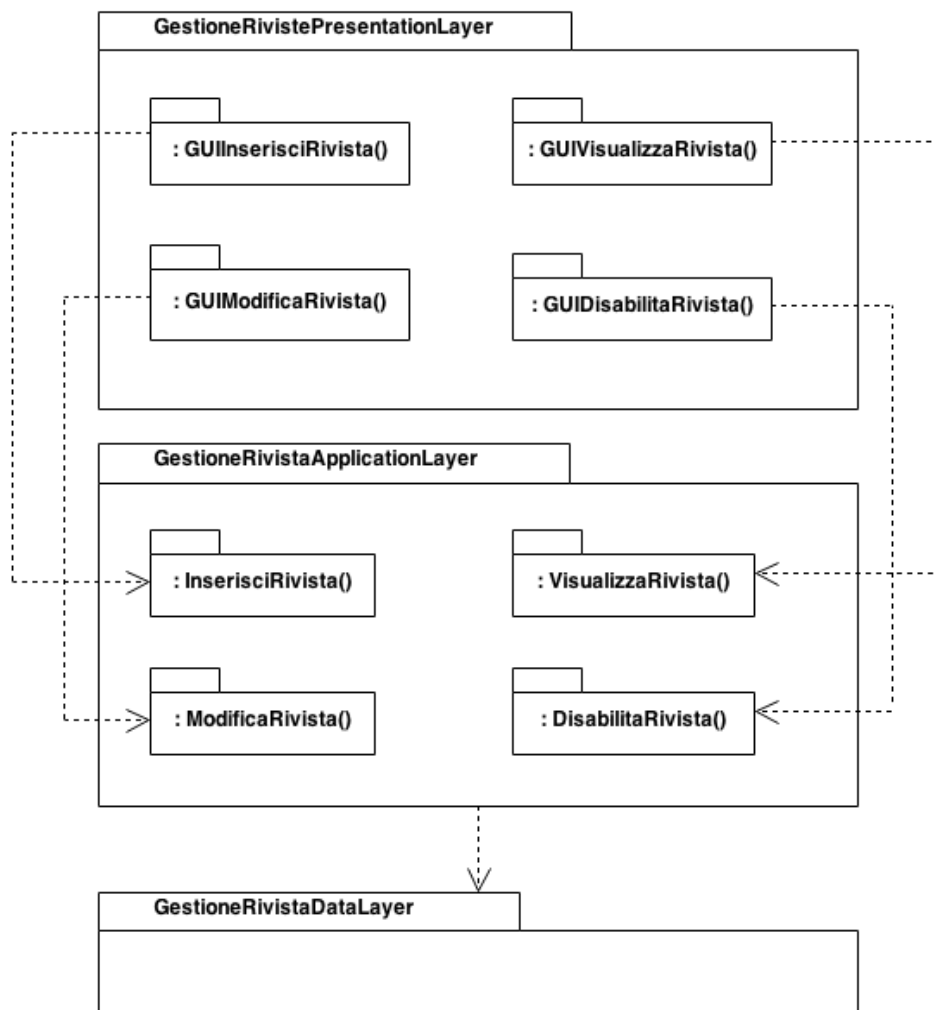 GestioneRivistePresentationLayer
: GUIInserisciRivista()
: GUIVisualizzaRivista()
: GUIModificaRivista()
: GUIDisabilitaRivista()
GestioneRivistaApplicationLayer
: InserisciRivista()
: VisualizzaRivista()
: ModificaRivista()
: DisabilitaRivista()
GestioneRivistaDataLayer